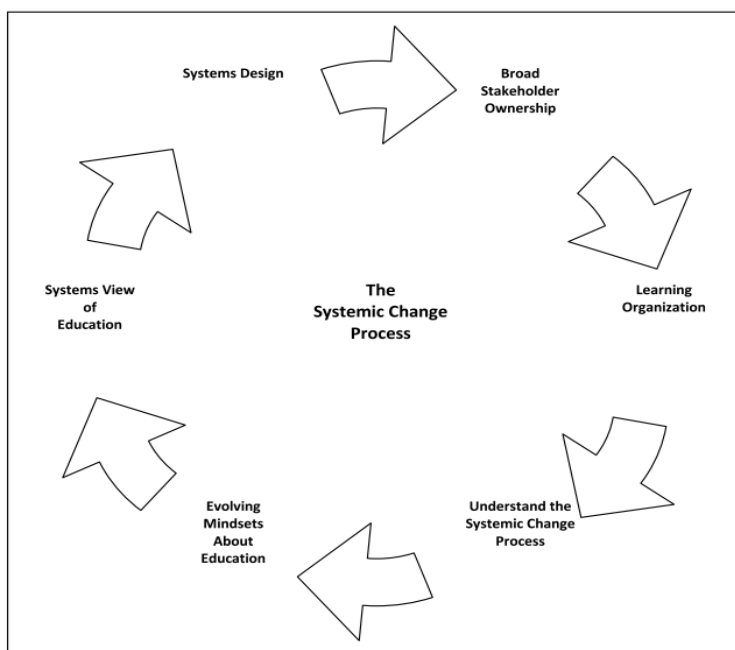 Systems Design
Broad
Stakeholder
Ownership
Learning
Organization
Understand the
Systemic Change
Process
Evolving
Mindsets
About
Education
Systems View
of
Education
The
Systemic Change
Process